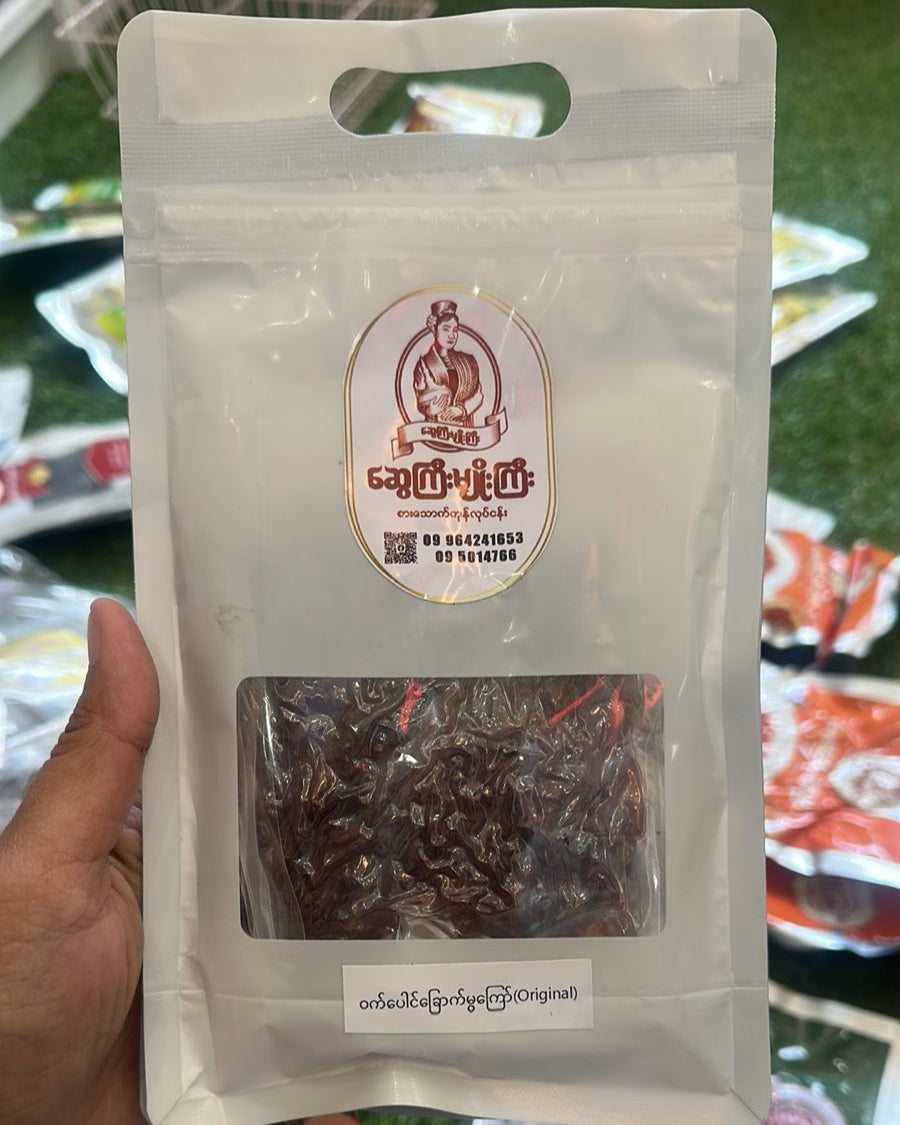 ဆွေကြီးမျိုးကြီး
ဆွေကြီးမျိုးကြီး
စားသောက်ကုန်လုပ်ငန်း
09 964241653
09 5014766
ဝက်ပေါင်ခြောက်မွကြော်(Original)